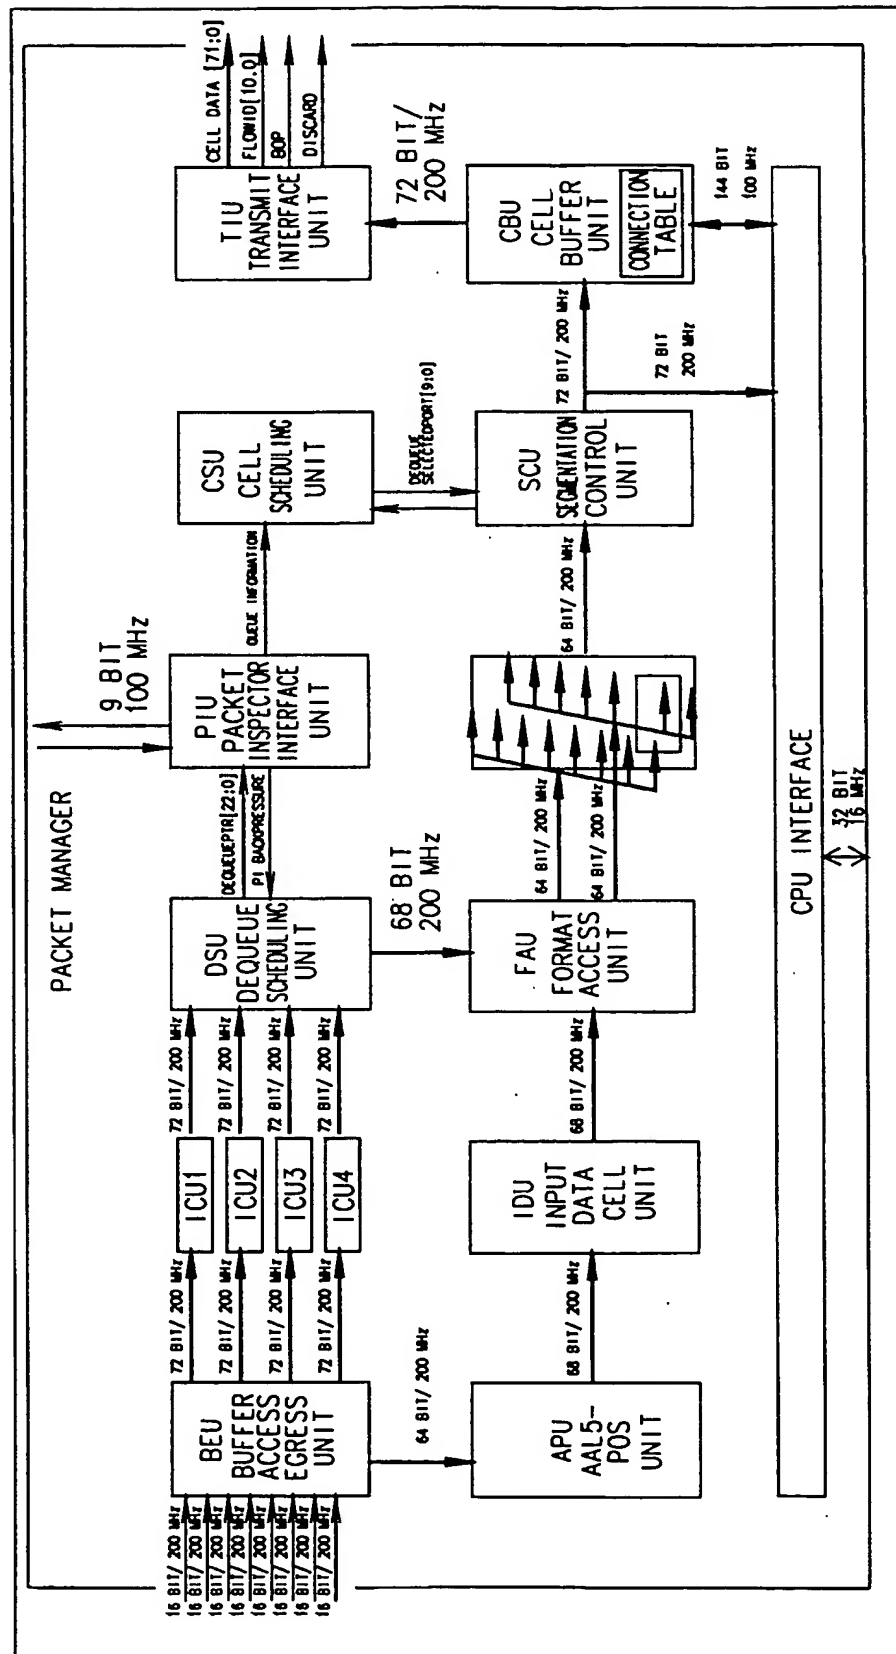 PACKET MANAGER
9 BIT
100 MHz
16 BIT/ 200 MHz
16 BIT/ 200 MHz
16 BIT/ 200 MHz
16 BIT/ 200 MHz
16 BIT/ 200 MHz
16 BIT/ 200 MHz
16 BIT/ 200 MHz
16 BIT/ 200 MHz
BEU
BUFFER
ACCESS
EGRESS
UNIT
72 BIT/ 200 MHz
72 BIT/ 200 MHz
72 BIT/ 200 MHz
72 BIT/ 200 MHz
ICU1
ICU2
ICU3
ICU4
72 BIT/ 200 MHz
72 BIT/ 200 MHz
72 BIT/ 200 MHz
72 BIT/ 200 MHz
DSU
DEQUEUE
SCHEDULING
UNIT
DEQUEUEPTR[22:0]
PI BACKPRESSURE
PIU
PACKET
INSPECTOR
INTERFACE
UNIT
QUEUE INFORMATION
CSU
CELL
SCHEDULING
UNIT
TIU
TRANSMIT
INTERFACE
UNIT
CELL DATA [71:0]
FLOWID[10.0]
BOP
DISCARD
64 BIT/ 200 MHz
68 BIT
200 MHz
DEQUEUE
SELECTEDPORT[9:0]
72 BIT/
200 MHz
APU
AAL5-
POS
UNIT
68 BIT/ 200 MHz
IDU
INPUT
DATA
CELL
UNIT
68 BIT/ 200 MHz
FAU
FORMAT
ACCESS
UNIT
64 BIT/ 200 MHz
64 BIT/ 200 MHz
64 BIT/ 200 MHz
SCU
SEGMENTATION
CONTROL
UNIT
72 BIT/ 200 MHz
CBU
CELL
BUFFER
UNIT
CONNECTION
TABLE
72 BIT
200 MHz
144 BIT
100 MHz
CPU INTERFACE
32 BIT
16 MHz